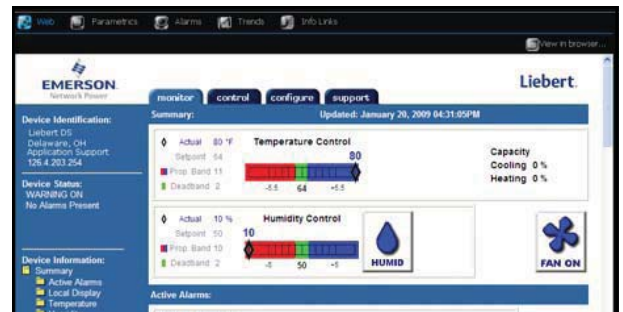 Web Parametrics Alarms Trends Info Links
View in browser...
EMERSON
Network Power
Liebert
monitor control configure support
Device Identification:
Liebert DS
Delaware, OH
Application Support
126.4.203.254
Device Status:
WARNING ON
No Alarms Present
Device Information:
Summary
Active Alarms
Local Display
Temperature
Summary: Updated: January 20, 2009 04:31:05PM
Actual 80 °F Temperature Control
Setpoint 64 80
Prop. Band 11
Deadband 2 -5.5 64 +5.5
Capacity
Cooling 0 %
Heating 0 %
Actual 10 % Humidity Control
Setpoint 50 10
Prop. Band 10
Deadband 2 -5 50 +5
HUMID
FAN ON
Active Alarms: